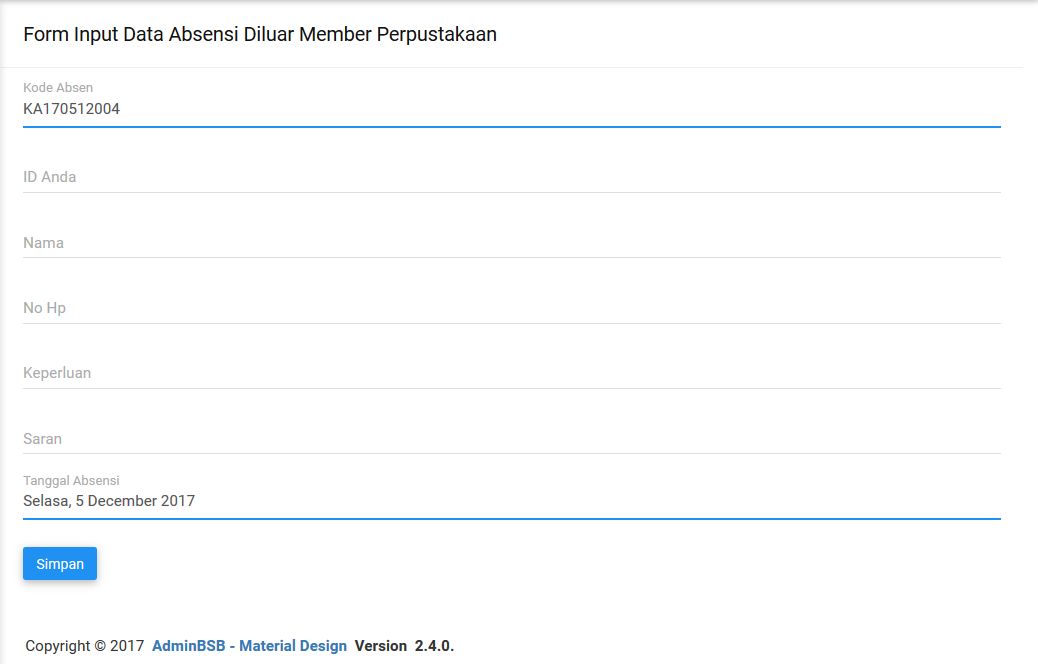 Form Input Data Absensi Diluar Member Perpustakaan
Kode Absen
KA170512004
ID Anda
Nama
No Hp
Keperluan
Saran
Tanggal Absensi
Selasa, 5 December 2017
Simpan
Copyright © 2017 AdminBSB - Material Design Version 2.4.0.